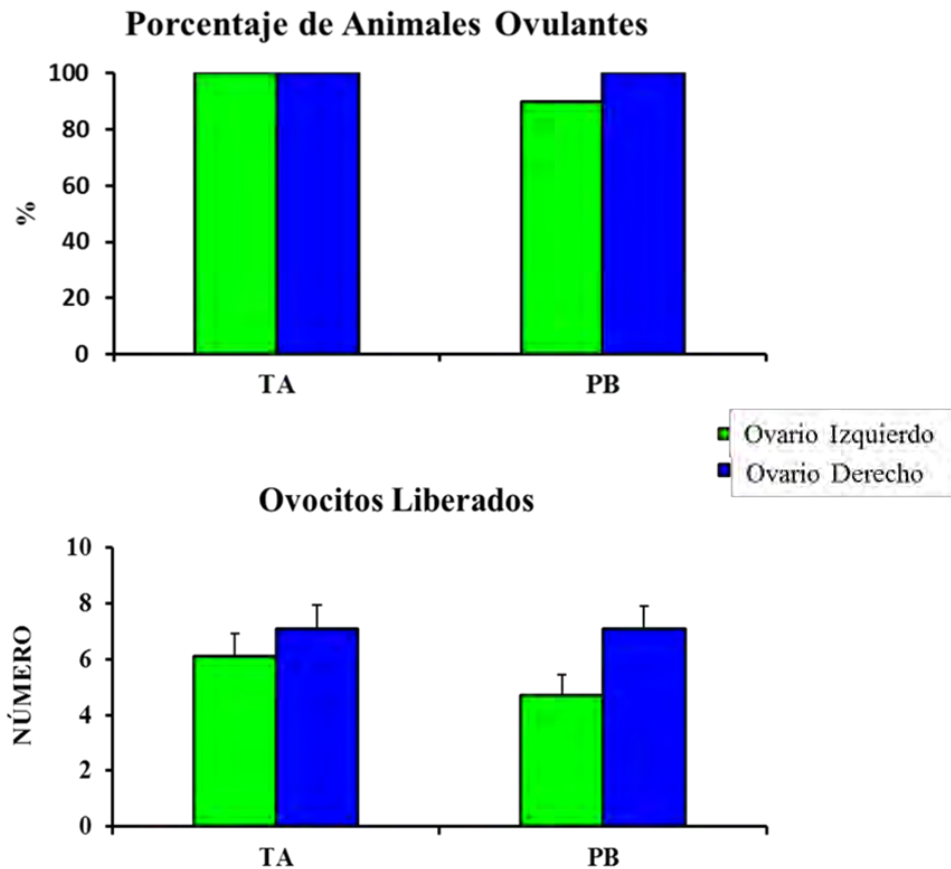 Porcentaje de Animales Ovulantes
100
80
60
40
20
0
%
TA
PB
Ovario Izquierdo
Ovario Derecho
Ovocitos Liberados
10
8
6
4
2
0
NÚMERO
TA
PB